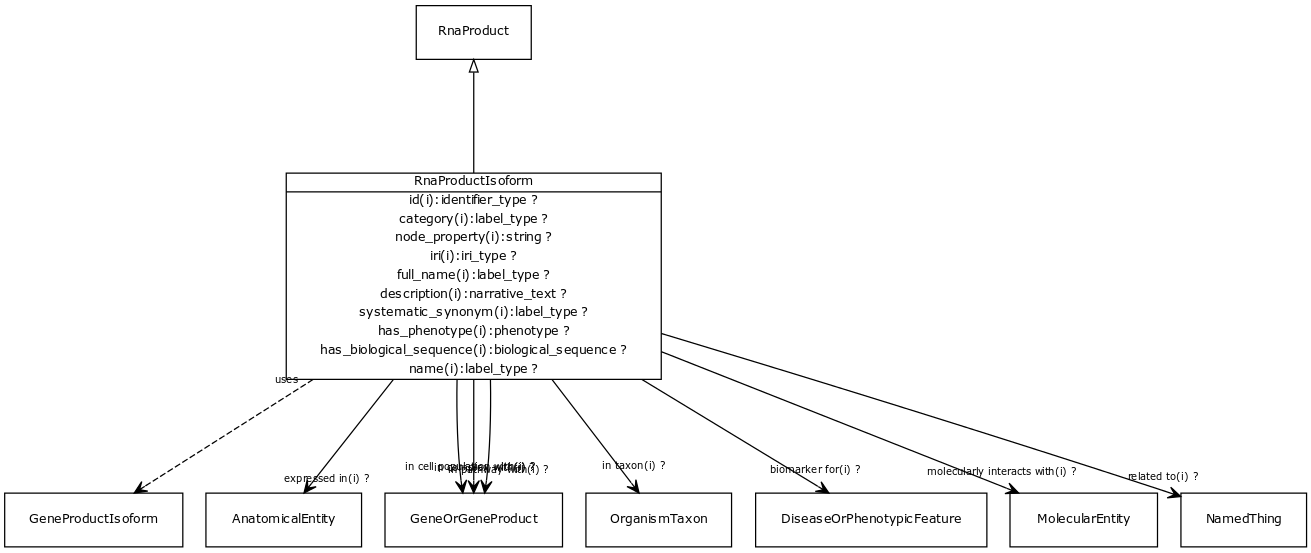 RnaProduct
RnaProductIsoform
id(i):identifier_type ?
category(i):label_type ?
node_property(i):string ?
iri(i):iri_type ?
full_name(i):label_type ?
description(i):narrative_text ?
systematic_synonym(i):label_type ?
has_phenotype(i):phenotype ?
has_biological_sequence(i):biological_sequence ?
name(i):label_type ?
uses
expressed in(i) ?
in cell population with(i) ?
in pathway with(i) ?
in taxon(i) ?
biomarker for(i) ?
molecularly interacts with(i) ?
related to(i) ?
GeneProductIsoform
AnatomicalEntity
GeneOrGeneProduct
OrganismTaxon
DiseaseOrPhenotypicFeature
MolecularEntity
NamedThing